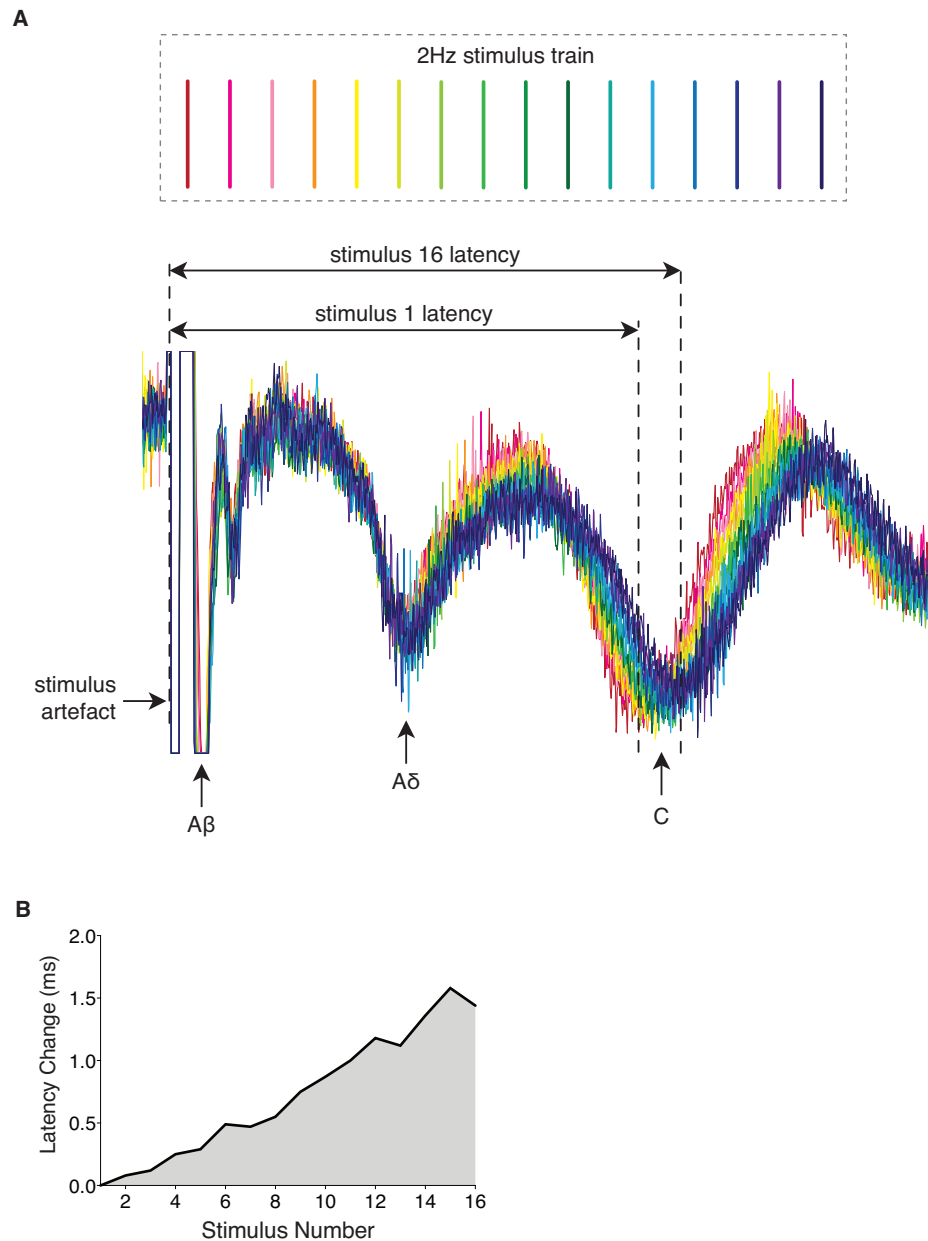 A
2Hz stimulus train
stimulus 16 latency
stimulus 1 latency
stimulus
artefact
Aβ
Aδ
C
B
Latency Change (ms)
2.0
1.5
1.0
0.5
0.0
2 4 6 8 10 12 14 16
Stimulus Number